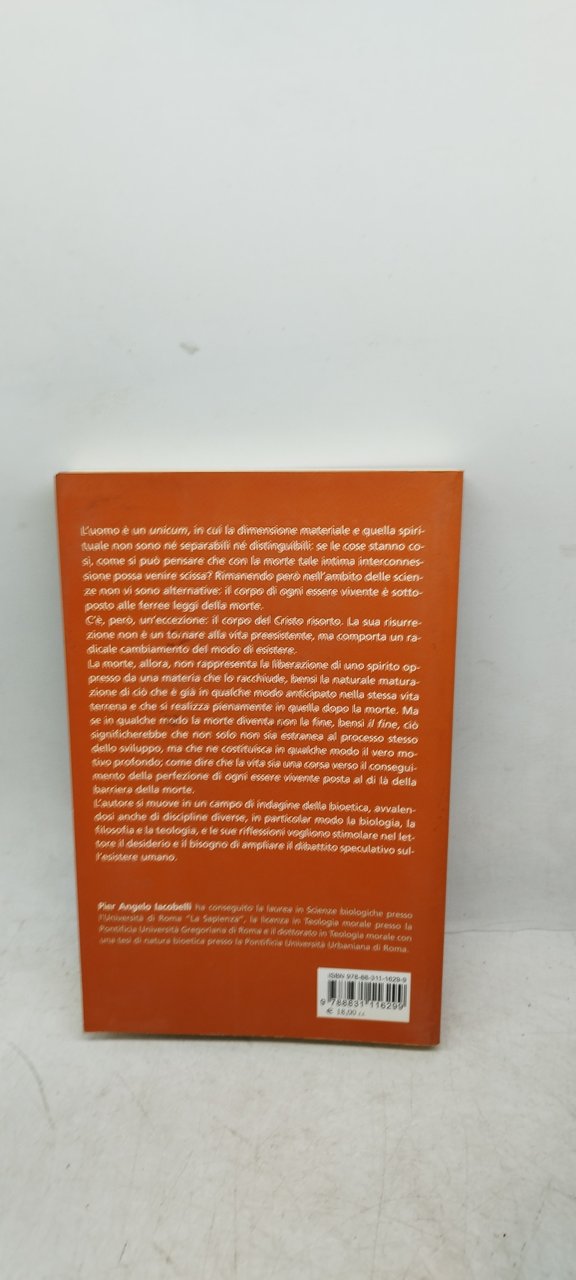 L'uomo è un unicum, in cui la dimensione materiale e quella spiri-
tuale non sono né separabili né distinguibili: se le cose stanno co-
sì, come si può pensare che con la morte tale intima interconnes-
sione possa venire scissa? Rimanendo però nell'ambito delle scien-
ze non vi sono alternative: il corpo di ogni essere vivente è sotto-
posto alle ferree leggi della morte.
C'è, però, un'eccezione: il corpo del Cristo risorto. La sua risurre-
zione non è un tornare alla vita preesistente, ma comporta un ra-
dicale cambiamento del modo di esistere.
La morte, allora, non rappresenta la liberazione di uno spirito op-
presso da una materia che lo racchiude, bensì la naturale matura-
zione di ciò che è già in qualche modo anticipato nella stessa vita
terrena e che si realizza pienamente in quella dopo la morte. Ma
se in qualche modo la morte diventa non la fine, bensì il fine, ciò
significherebbe che non solo non sia estranea al processo stesso
dello sviluppo, ma che ne costituisca in qualche modo il vero mo-
tivo profondo; come dire che la vita sia una corsa verso il consegui-
mento della perfezione di ogni essere vivente posta al di là della
barriera della morte.
L'autore si muove in un campo di indagine della bioetica, avvalen-
dosi anche di discipline diverse, in particolar modo la biologia, la
filosofia e la teologia, e le sue riflessioni vogliono stimolare nel let-
tore il desiderio e il bisogno di ampliare il dibattito speculativo sul-
l'esistere umano.
Pier Angelo Iacobelli ha conseguito la laurea in Scienze biologiche presso
l'Università di Roma "La Sapienza", la licenza in Teologia morale presso la
Pontificia Università Gregoriana di Roma e il dottorato in Teologia morale con
una tesi di natura bioetica presso la Pontificia Università Urbaniana di Roma.
ISBN 978-88-311-1629-9
9 788831 116299
€ 18,00